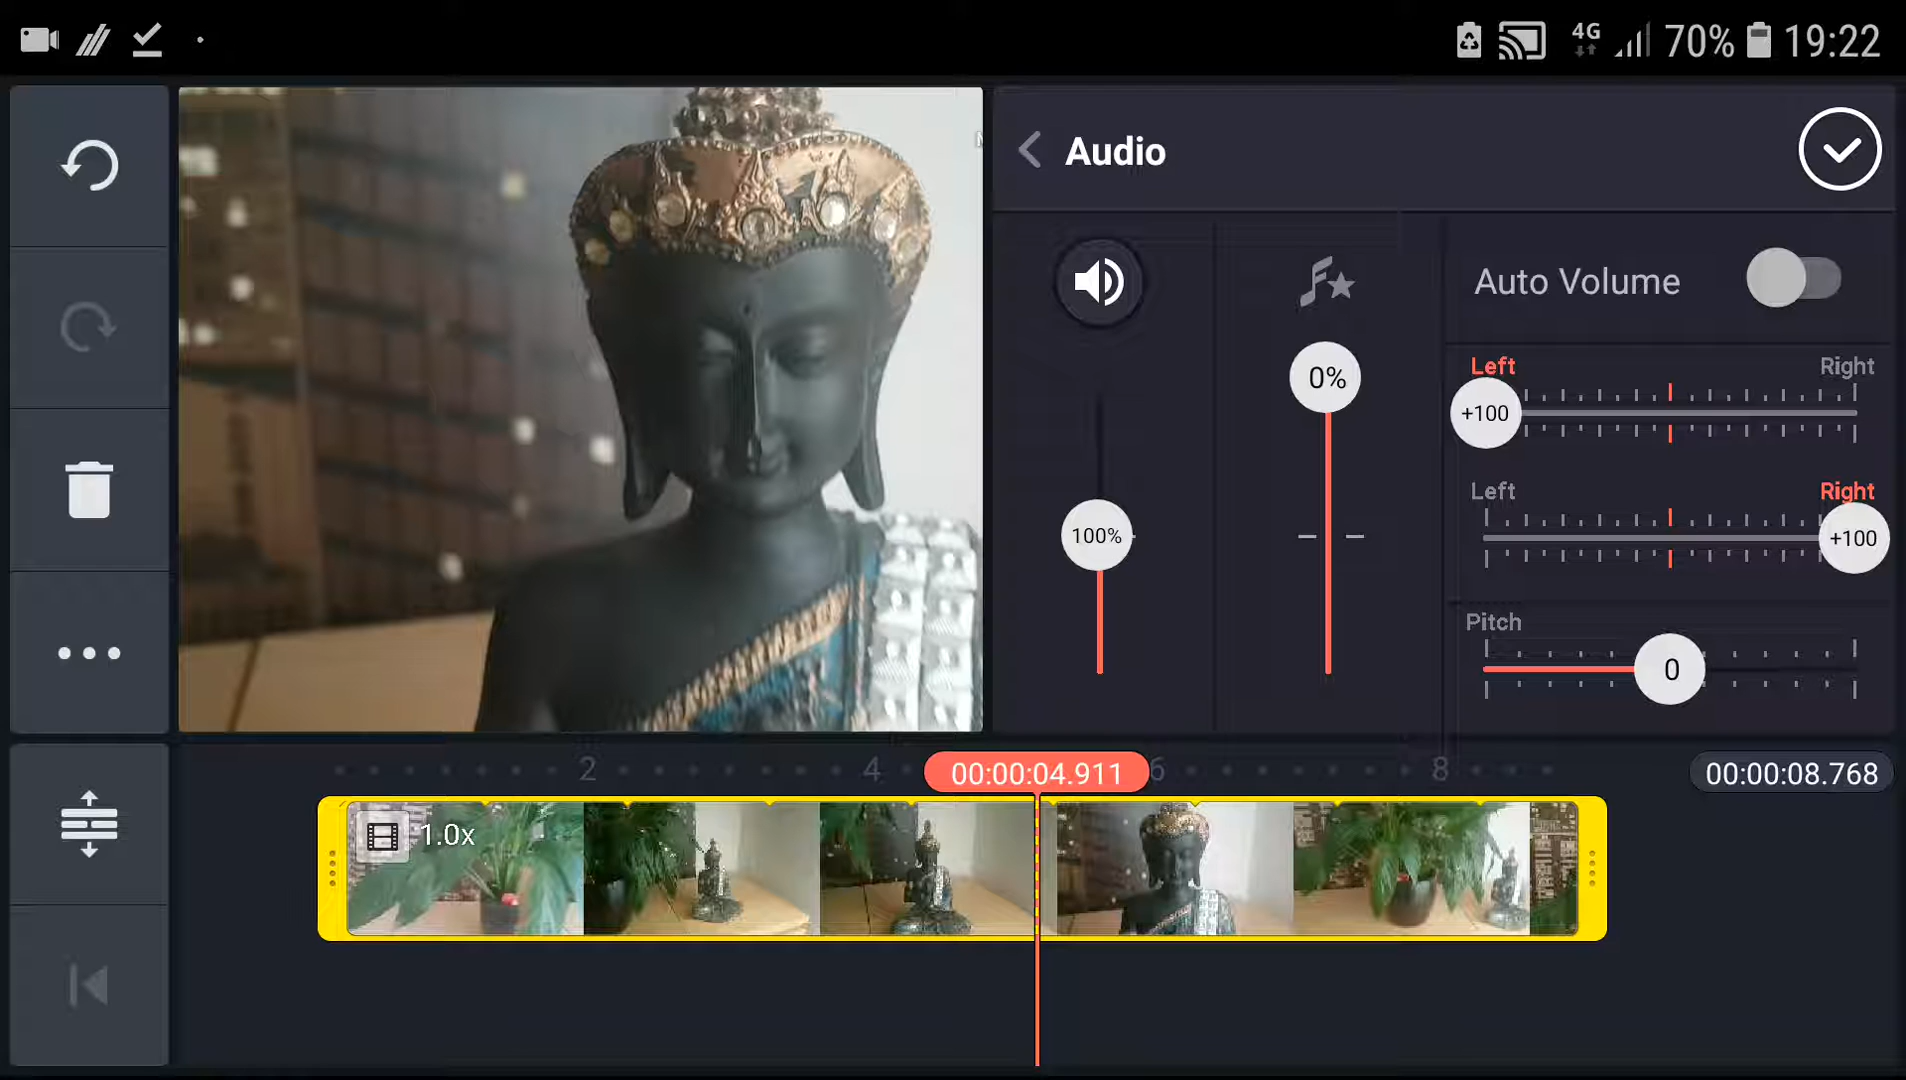 4G 70% 19:22
Audio
Auto Volume
0%
Left Right
+100
Left Right
100% +100
Pitch
0
2 4 00:00:04.911 6 8 00:00:08.768
1.0x